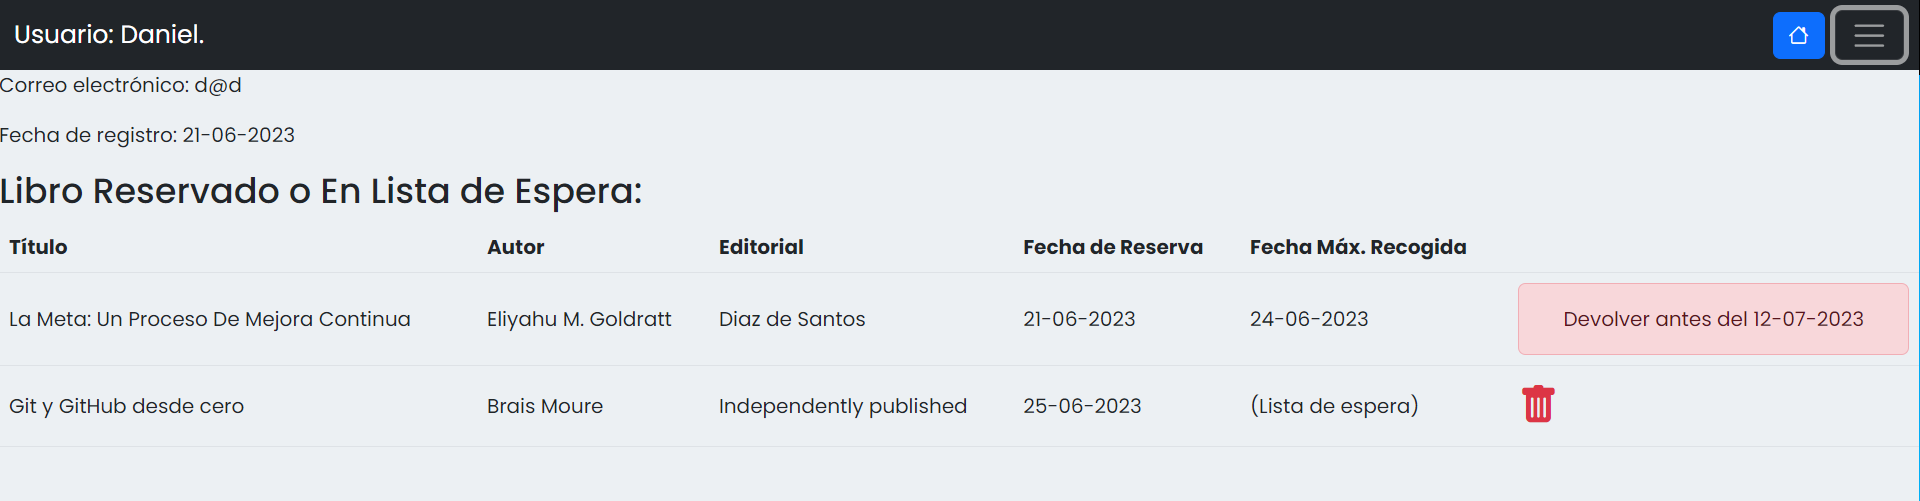 Usuario: Daniel.
Correo electrónico: d@d
Fecha de registro: 21-06-2023
Libro Reservado o En Lista de Espera:
Título Autor Editorial Fecha de Reserva Fecha Máx. Recogida
La Meta: Un Proceso De Mejora Continua Eliyahu M. Goldratt Diaz de Santos 21-06-2023 24-06-2023 Devolver antes del 12-07-2023
Git y GitHub desde cero Brais Moure Independently published 25-06-2023 (Lista de espera)